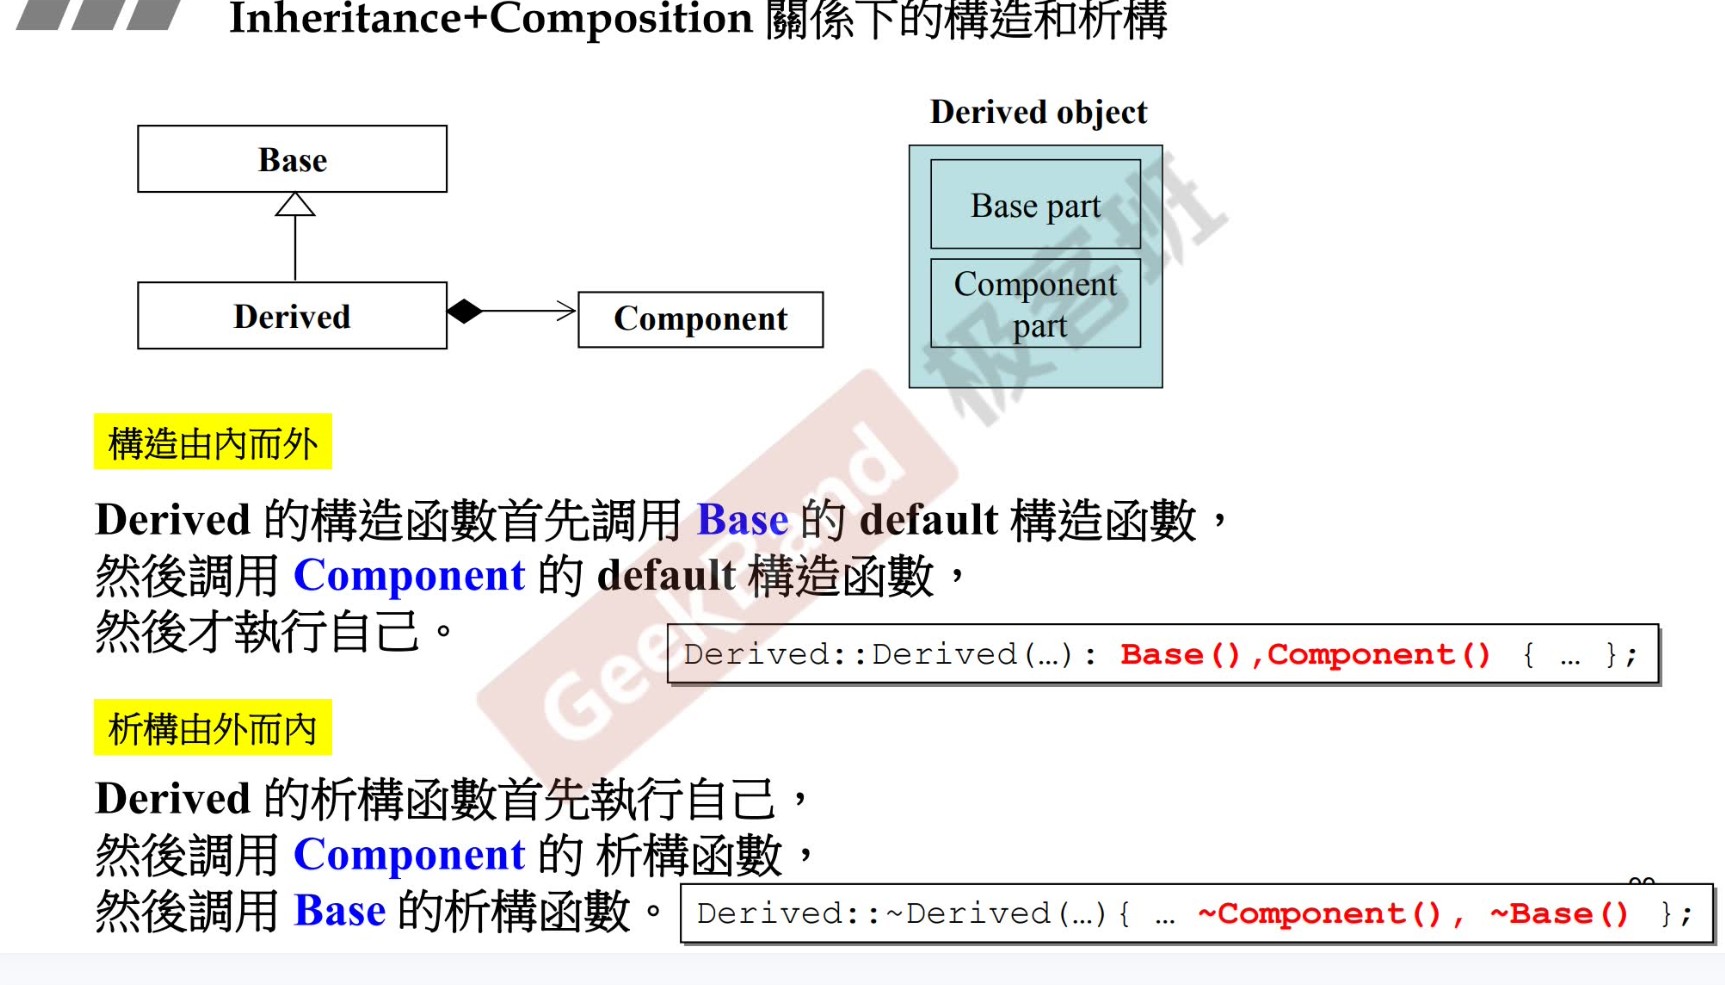 Inheritance+Composition 關係下的構造和析構
Derived object
Base
Base part
Component
part
Derived
Component
構造由內而外
Derived 的構造函數首先調用 Base 的 default 構造函數，
然後調用 Component 的 default 構造函數，
然後才執行自己。
Derived::Derived(…): Base(),Component() { … };
析構由外而內
Derived 的析構函數首先執行自己，
然後調用 Component 的 析構函數，
然後調用 Base 的析構函數。
Derived::~Derived(…){ … ~Component(), ~Base() };
GeekBand 极客班